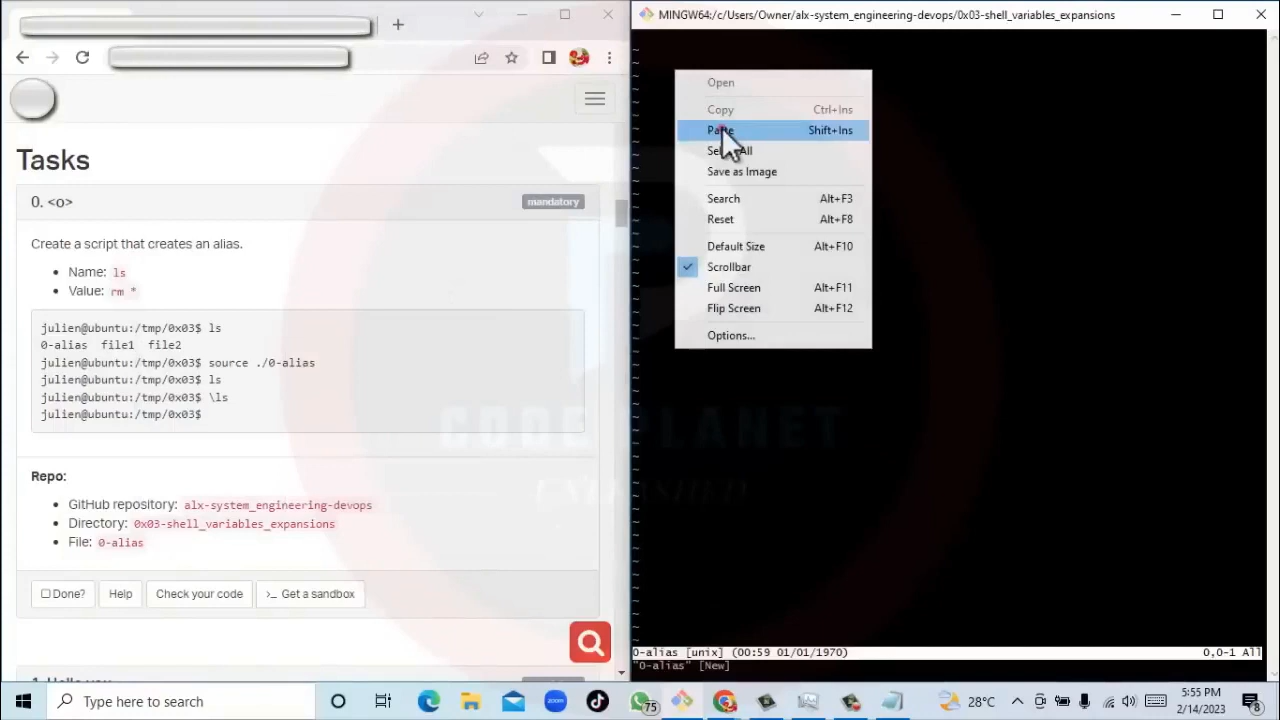 MINGW64:/c/Users/Owner/alx-system_engineering-devops/0x03-shell_variables_expansions
Tasks
0. <o>
mandatory
Create a script that creates an alias.
Name: ls
Value: rm *
julien@ubuntu:/tmp/0x03$ ls
0-alias file1 file2
julien@ubuntu:/tmp/0x03$ source ./0-alias
julien@ubuntu:/tmp/0x03$ ls
julien@ubuntu:/tmp/0x03$ \ls
julien@ubuntu:/tmp/0x03$
Repo:
GitHub repository: system_engineering-devops
Directory: 0x03-shell_variables_expansions
File: 0-alias
Done?
Help
Check your code
>_ Get a sandbox
Open
Copy Ctrl+Ins
Paste Shift+Ins
Select All
Save as Image
Search Alt+F3
Reset Alt+F8
Default Size Alt+F10
Scrollbar
Full Screen Alt+F11
Flip Screen Alt+F12
Options...
0-alias [unix] (00:59 01/01/1970) 0,0-1 All
"0-alias" [New]
Type here to search
zoom
75
28°C
5:55 PM
2/14/2023
8